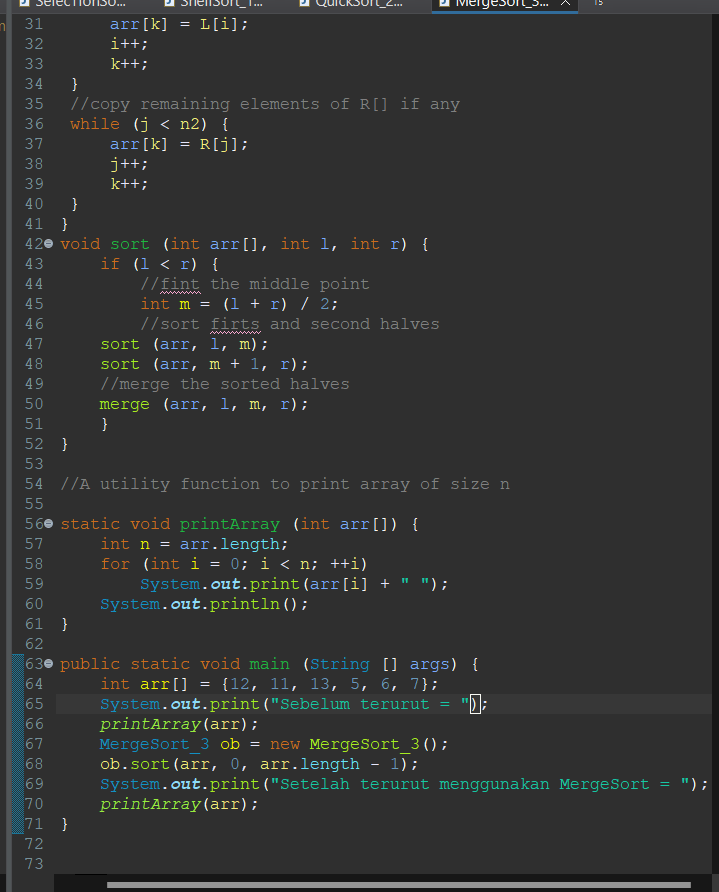 SelectionSo... ShellSort_1... QuickSort_2... MergeSort_3... 15
31 arr[k] = L[i];
32 i++;
33 k++;
34 }
35 //copy remaining elements of R[] if any
36 while (j < n2) {
37 arr[k] = R[j];
38 j++;
39 k++;
40 }
41 }
42 void sort (int arr[], int l, int r) {
43 if (l < r) {
44 //fint the middle point
45 int m = (l + r) / 2;
46 //sort firts and second halves
47 sort (arr, l, m);
48 sort (arr, m + 1, r);
49 //merge the sorted halves
50 merge (arr, l, m, r);
51 }
52 }
53
54 //A utility function to print array of size n
55
56 static void printArray (int arr[]) {
57 int n = arr.length;
58 for (int i = 0; i < n; ++i)
59 System.out.print(arr[i] + " ");
60 System.out.println();
61 }
62
63 public static void main (String [] args) {
64 int arr[] = {12, 11, 13, 5, 6, 7};
65 System.out.print("Sebelum terurut = ");
66 printArray(arr);
67 MergeSort_3 ob = new MergeSort_3();
68 ob.sort(arr, 0, arr.length - 1);
69 System.out.print("Setelah terurut menggunakan MergeSort = ");
70 printArray(arr);
71 }
72
73